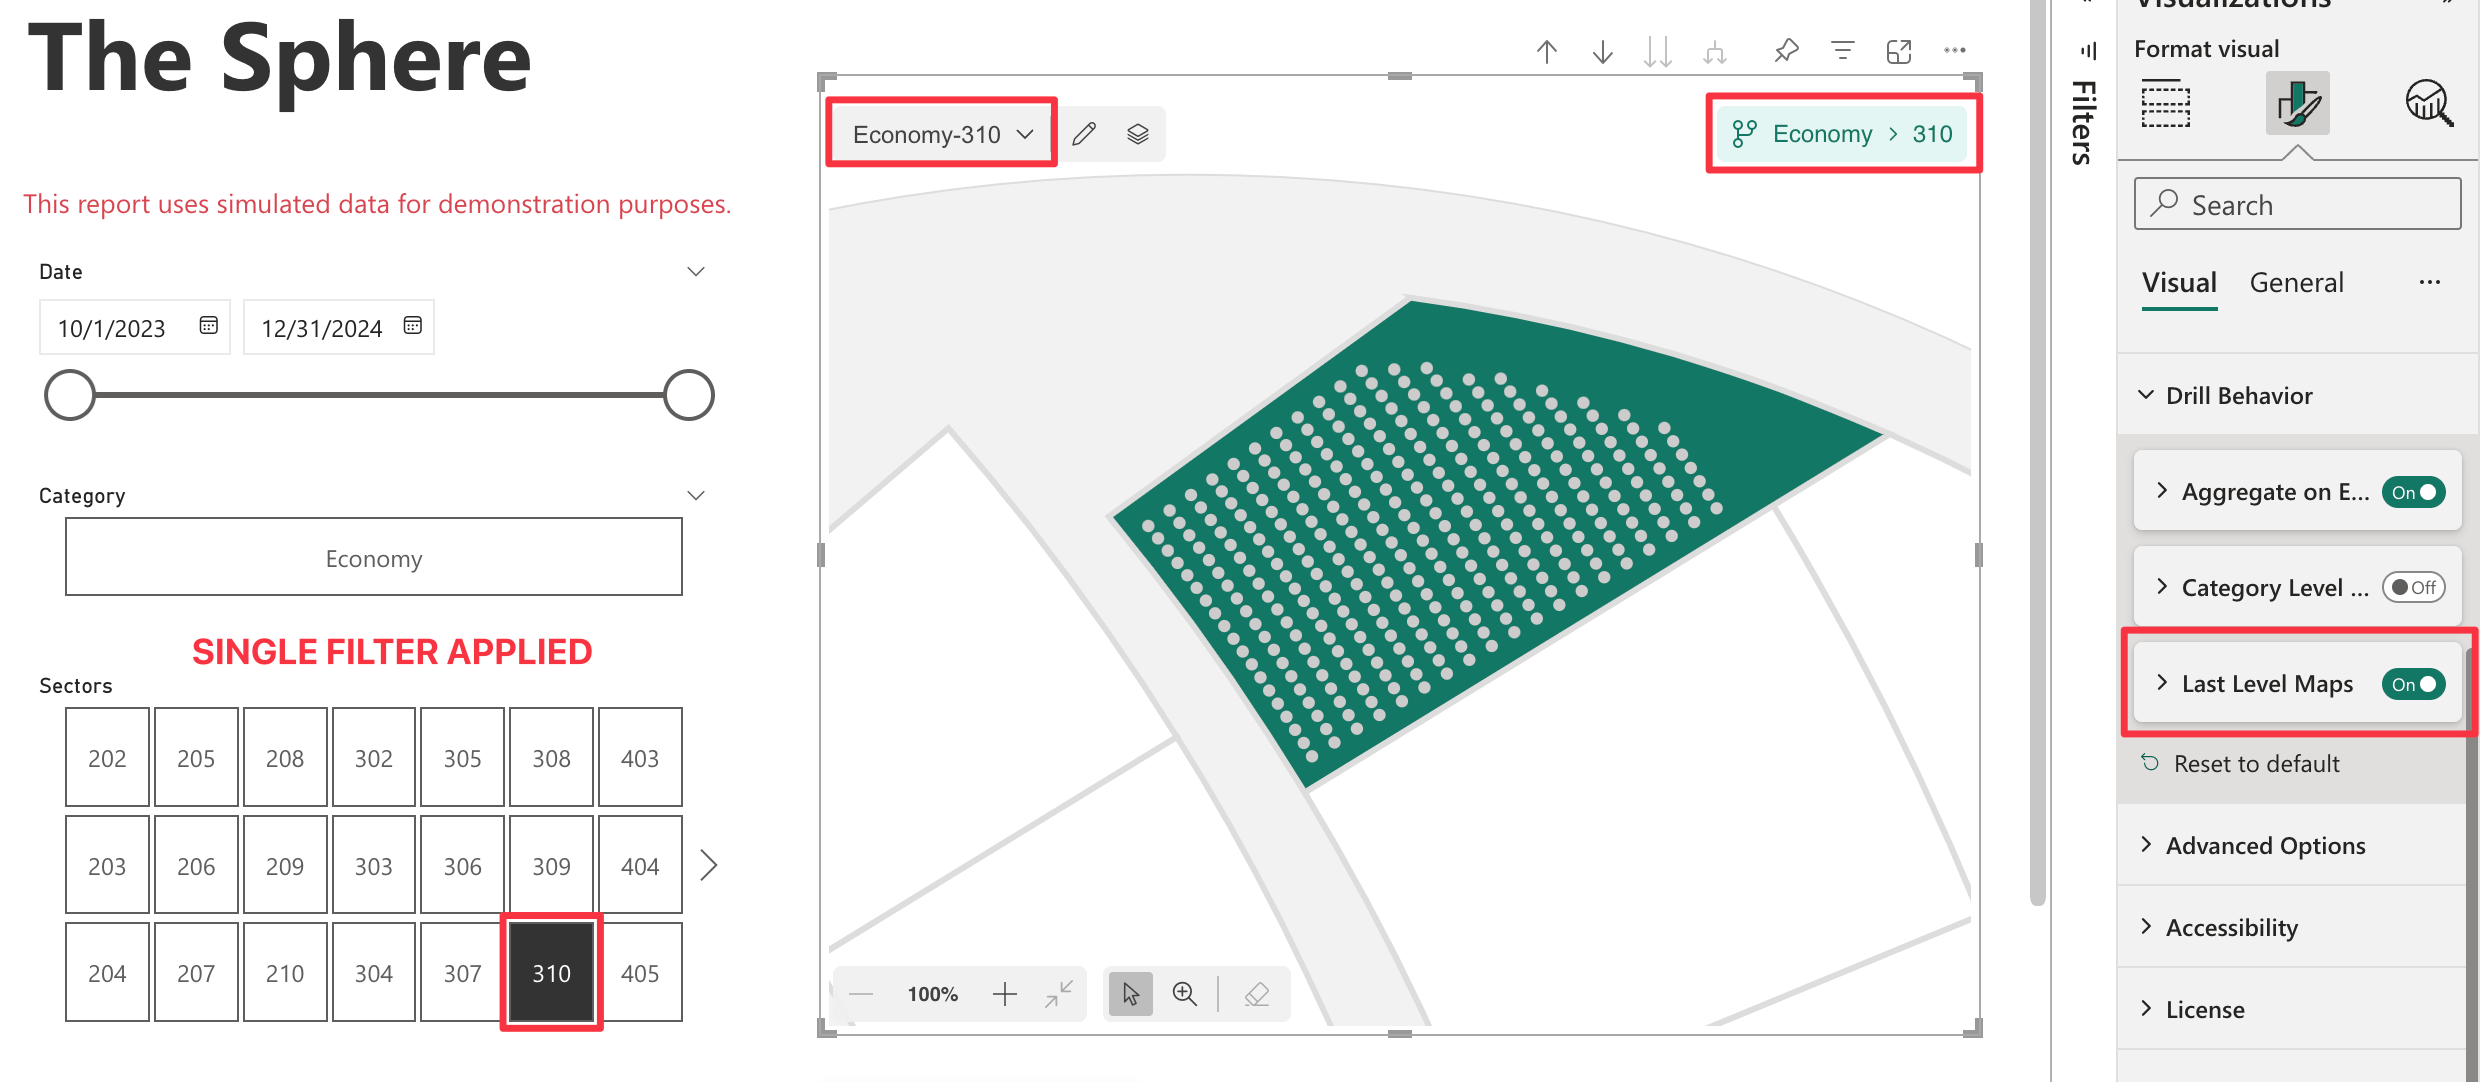 The Sphere
This report uses simulated data for demonstration purposes.
Date
10/1/2023
12/31/2024
Category
Economy
SINGLE FILTER APPLIED
Sectors
202 205 208 302 305 308 403
203 206 209 303 306 309 404
204 207 210 304 307 310 405
Economy-310
Economy > 310
100%
Filters
Visualizations
Format visual
Search
Visual General
Drill Behavior
Aggregate on E... On
Category Level ... Off
Last Level Maps On
Reset to default
Advanced Options
Accessibility
License